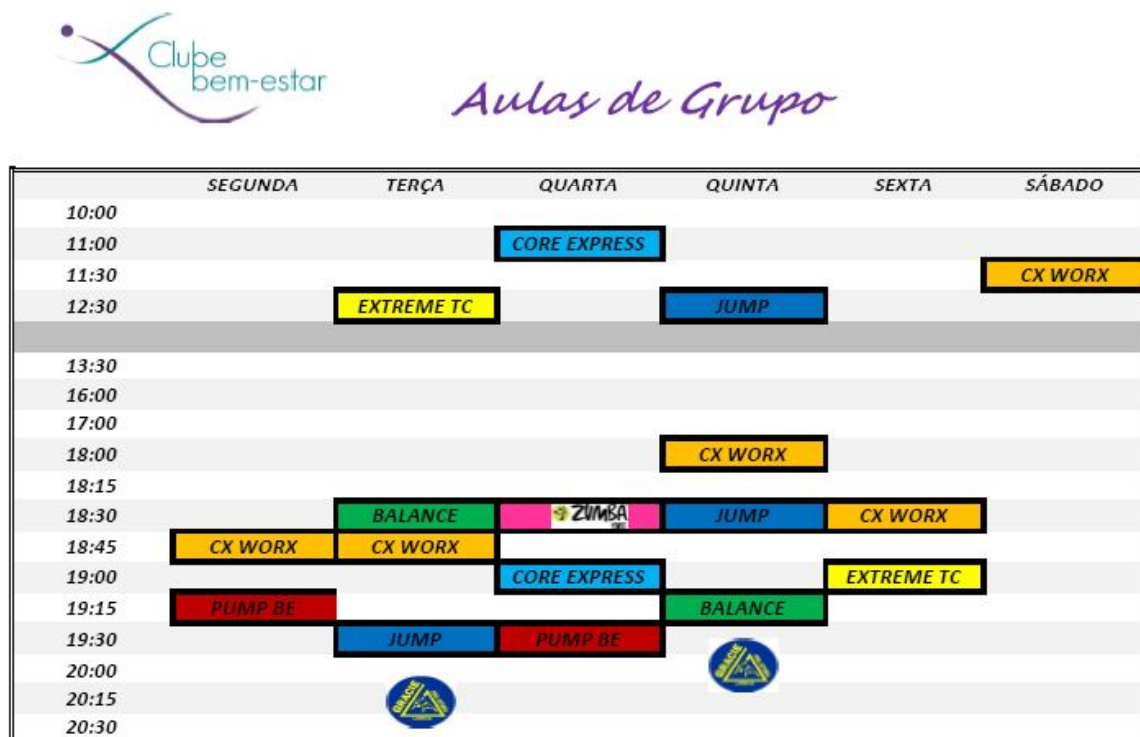 Clube
bem-estar
Aulas de Grupo
SEGUNDA TERÇA QUARTA QUINTA SEXTA SÁBADO
10:00
11:00 CORE EXPRESS
11:30 CX WORX
12:30 EXTREME TC JUMP
13:30
16:00
17:00
18:00 CX WORX
18:15
18:30 BALANCE ZUMBA JUMP CX WORX
18:45 CX WORX CX WORX
19:00 CORE EXPRESS EXTREME TC
19:15 PUMP BE BALANCE
19:30 JUMP PUMP BE
GRACIE
20:00
20:15
GRACIE
20:30